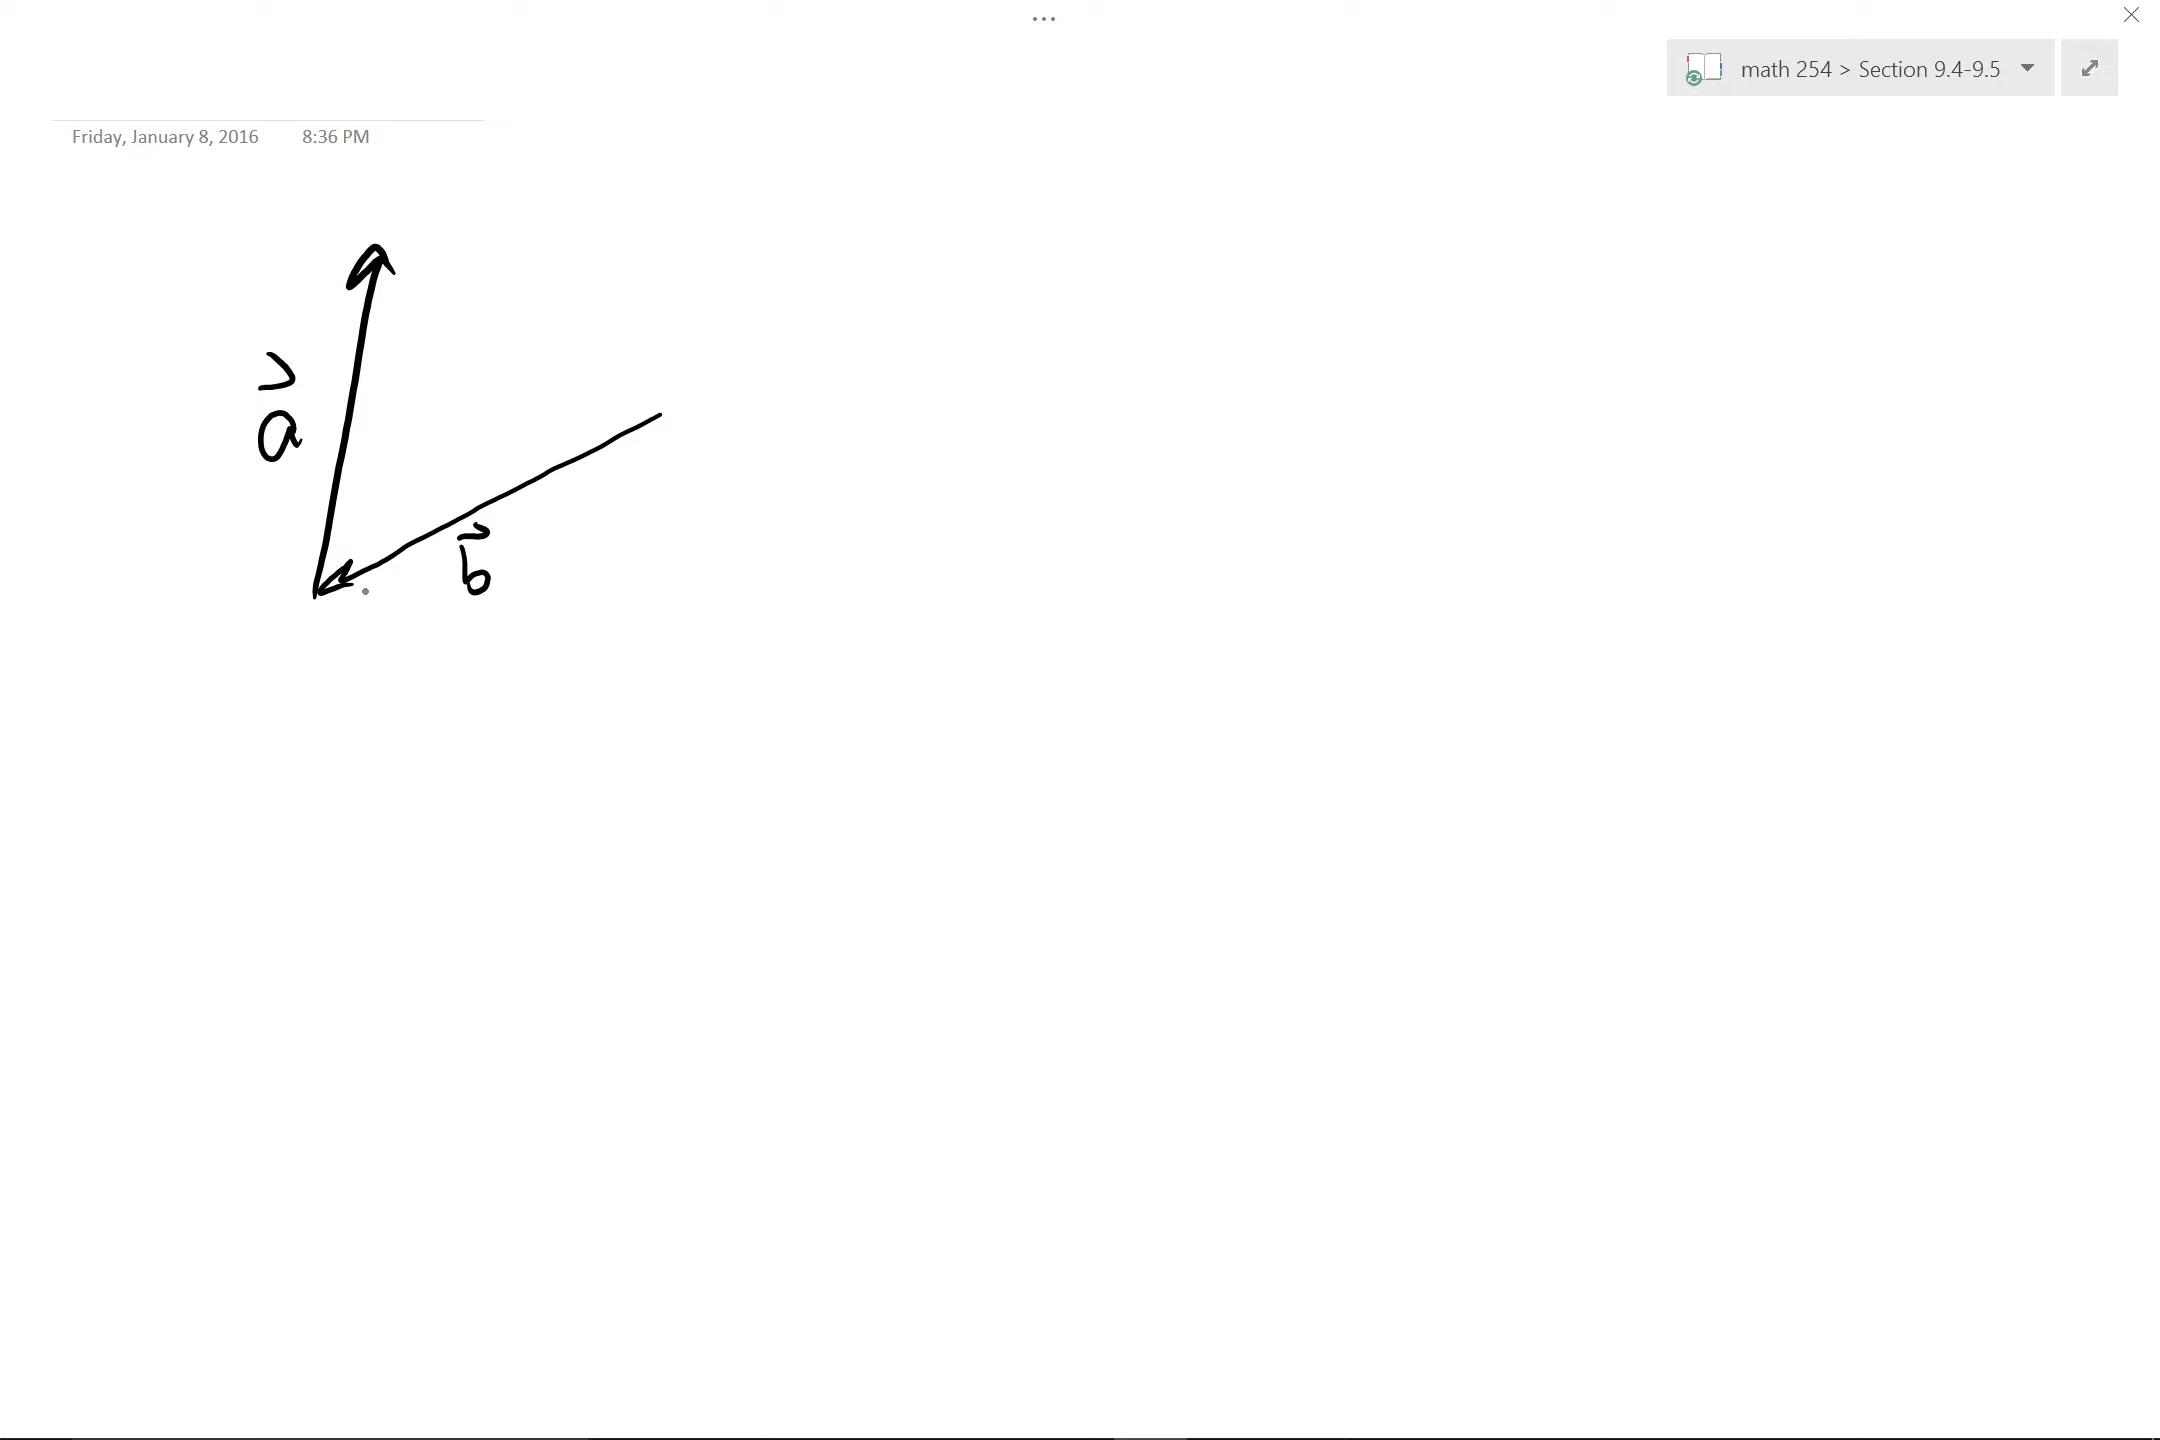 math 254 > Section 9.4-9.5
Friday, January 8, 2016 8:36 PM
a⃗
b⃗